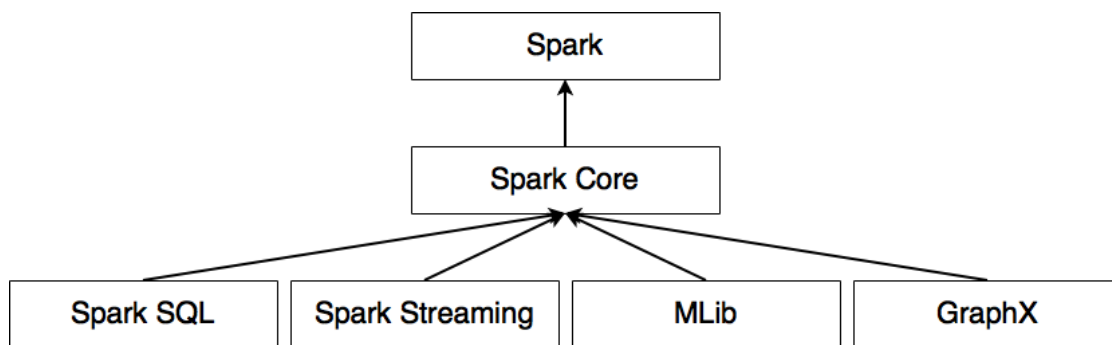 Spark
Spark Core
Spark SQL
Spark Streaming
MLib
GraphX